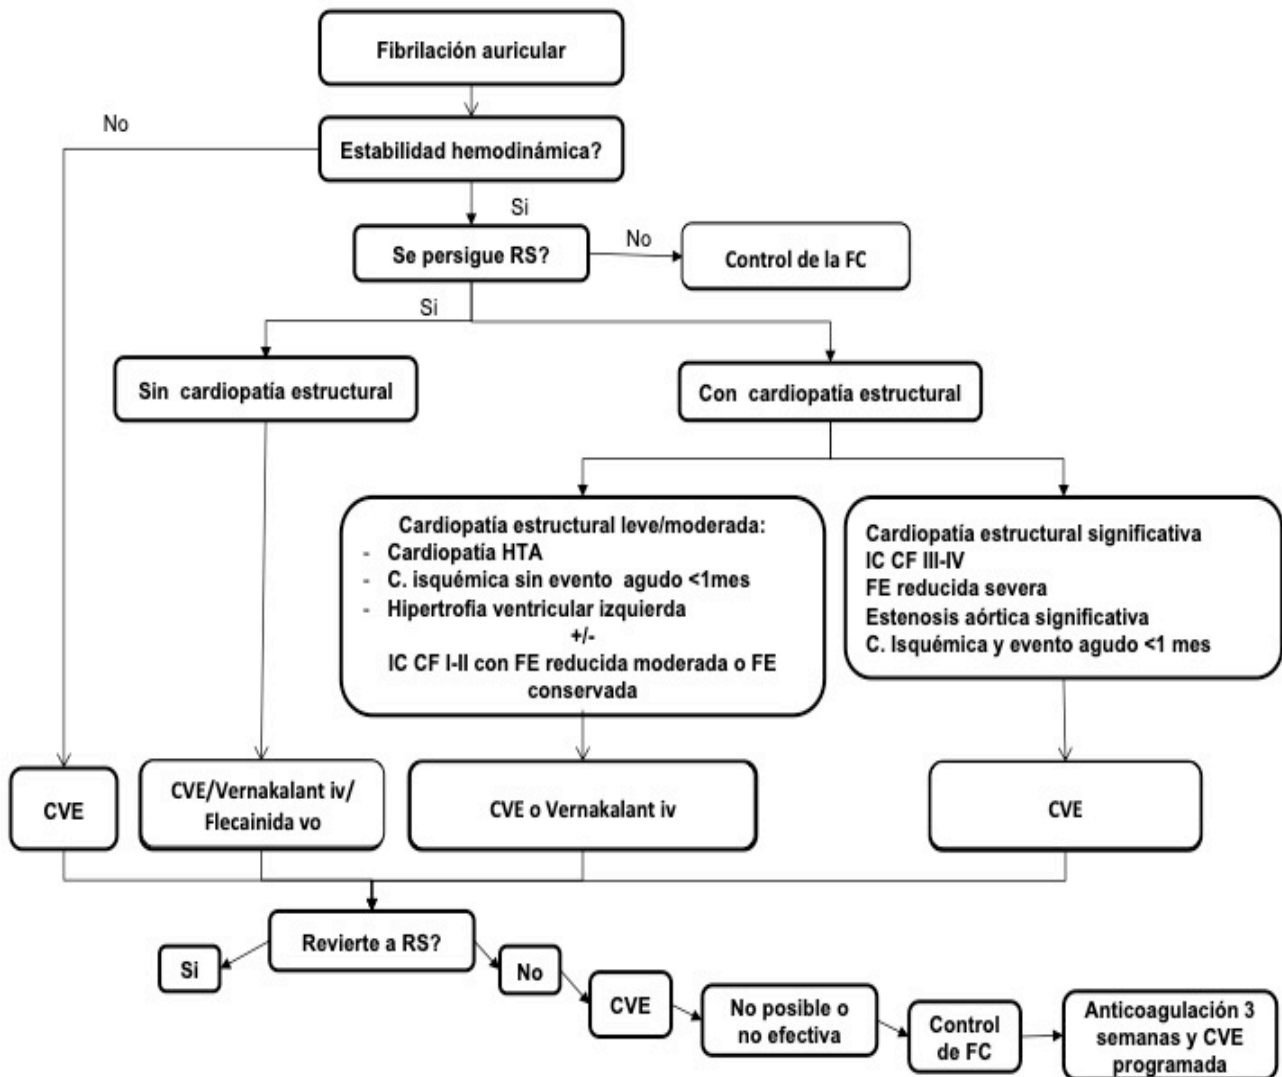 Fibrilación auricular
No
Estabilidad hemodinámica?
Si
Se persigue RS?
No
Control de la FC
Si
Sin cardiopatía estructural
Con cardiopatía estructural
Cardiopatía estructural leve/moderada:
- Cardiopatía HTA
- C. isquémica sin evento agudo <1mes
- Hipertrofia ventricular izquierda
+/-
IC CF I-II con FE reducida moderada o FE
conservada
Cardiopatía estructural significativa
IC CF III-IV
FE reducida severa
Estenosis aórtica significativa
C. Isquémica y evento agudo <1 mes
CVE
CVE/Vernakalant iv/
Flecainida vo
CVE o Vernakalant iv
CVE
Revierte a RS?
Si
No
CVE
No posible o
no efectiva
Control
de FC
Anticoagulación 3
semanas y CVE
programada